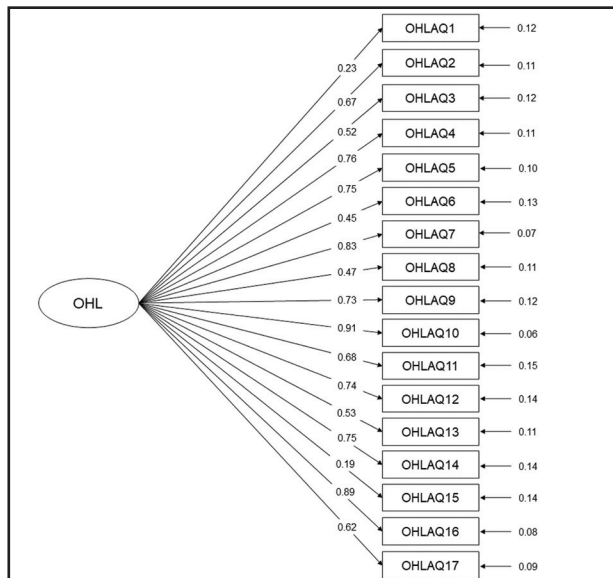 OHLAQ1 0.12
0.23
OHLAQ2 0.11
0.67
OHLAQ3 0.12
0.52
OHLAQ4 0.11
0.76
OHLAQ5 0.10
0.75
OHLAQ6 0.13
0.45
OHLAQ7 0.07
0.83
OHLAQ8 0.11
0.47
OHL
OHLAQ9 0.12
0.73
OHLAQ10 0.06
0.91
OHLAQ11 0.15
0.68
OHLAQ12 0.14
0.74
OHLAQ13 0.11
0.53
OHLAQ14 0.14
0.75
OHLAQ15 0.14
0.19
OHLAQ16 0.08
0.89
OHLAQ17 0.09
0.62